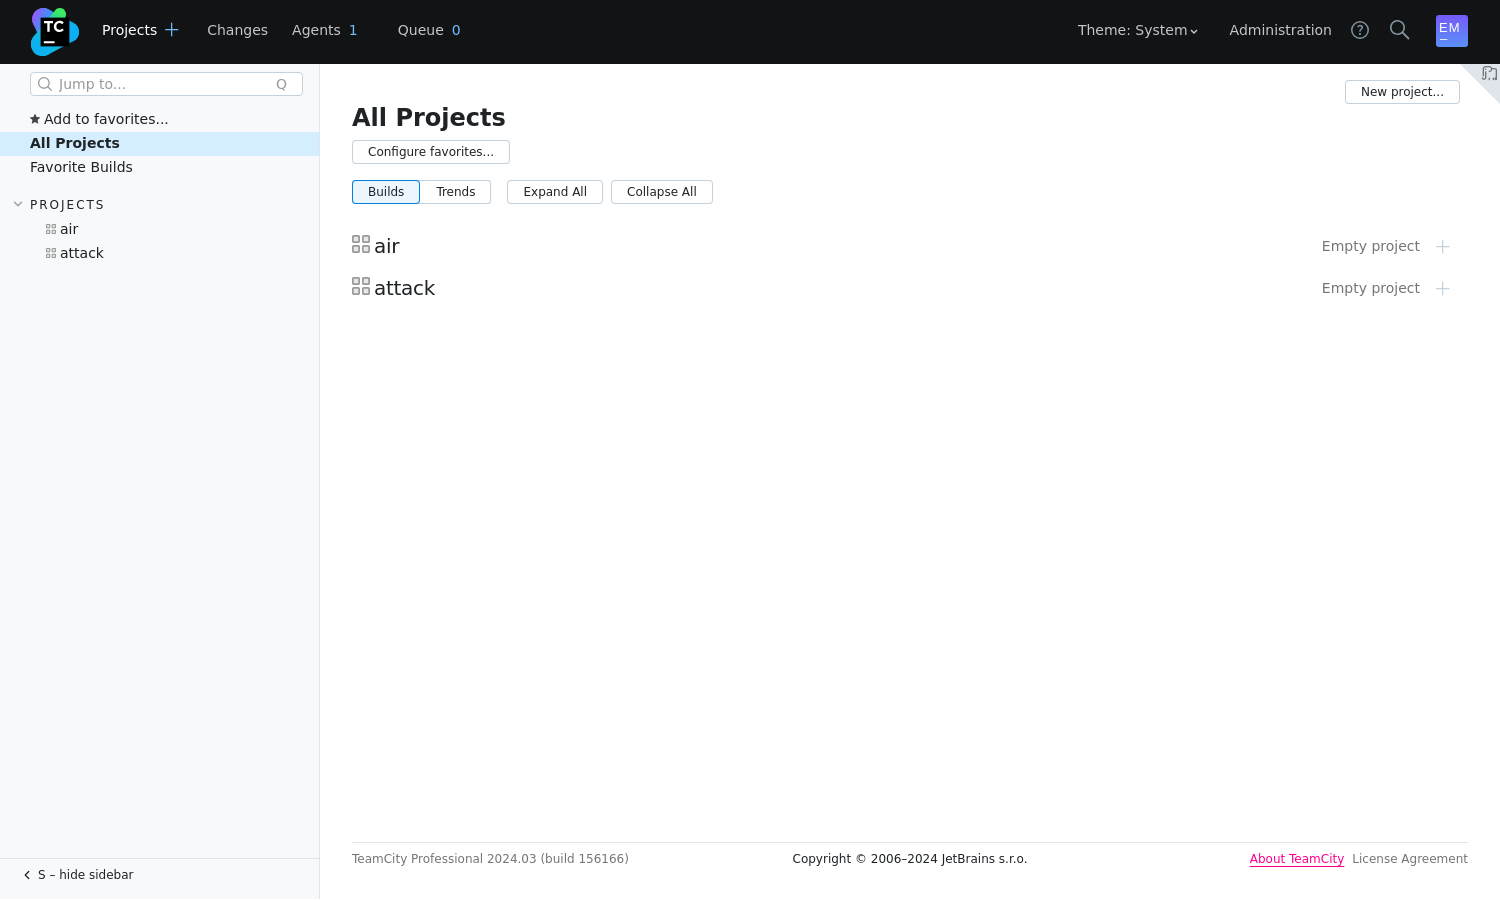 TC
Projects
Changes
Agents 1
Queue 0
Theme: System
Administration
?
EM
Jump to...
Q
Add to favorites...
All Projects
Favorite Builds
PROJECTS
air
attack
S – hide sidebar
New project...
All Projects
Configure favorites...
Builds
Trends
Expand All
Collapse All
air
Empty project
attack
Empty project
TeamCity Professional 2024.03 (build 156166)
Copyright © 2006–2024 JetBrains s.r.o.
About TeamCity
License Agreement